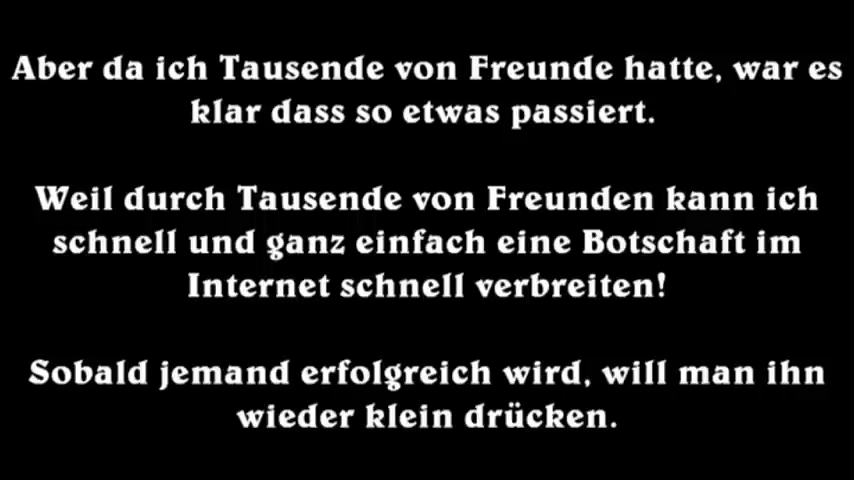 Aber da ich Tausende von Freunde hatte, war es
klar dass so etwas passiert.
Weil durch Tausende von Freunden kann ich
schnell und ganz einfach eine Botschaft im
Internet schnell verbreiten!
Sobald jemand erfolgreich wird, will man ihn
wieder klein drücken.